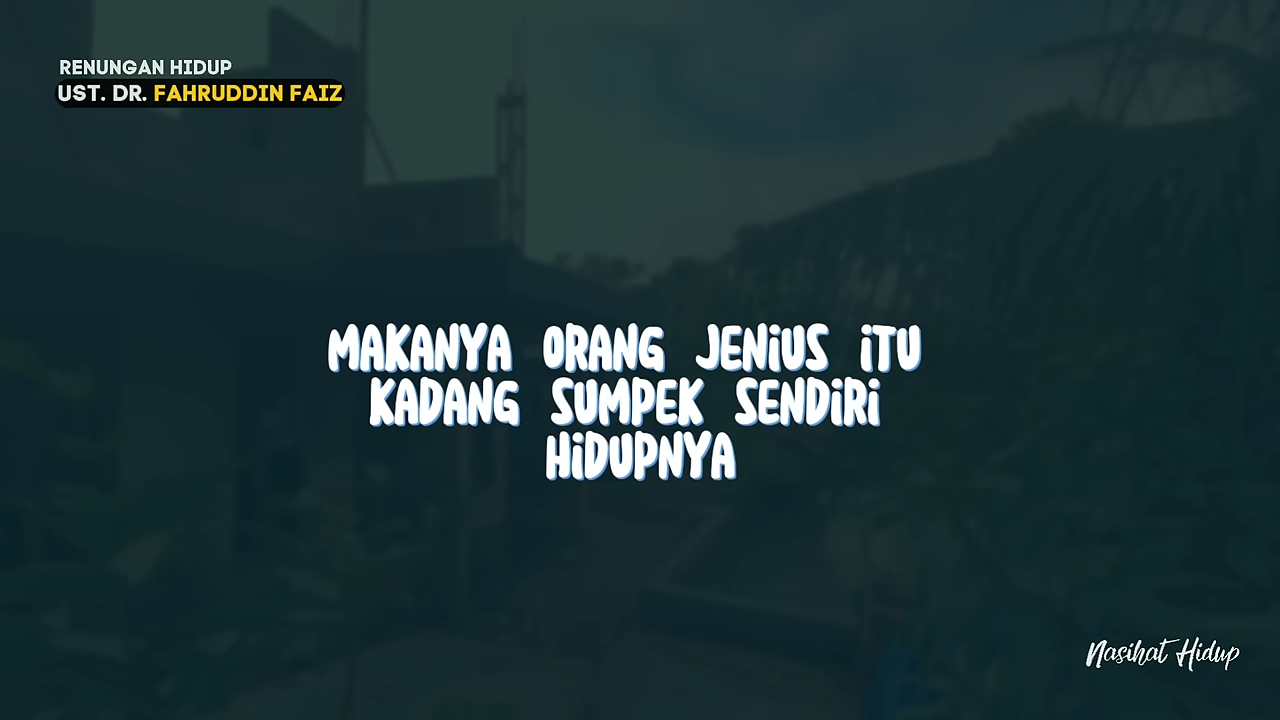 RENUNGAN HIDUP
UST. DR. FAHRUDDIN FAIZ
MAKANYA ORANG JENIUS ITU
KADANG SUMPEK SENDIRI
HIDUPNYA
Nasihat Hidup